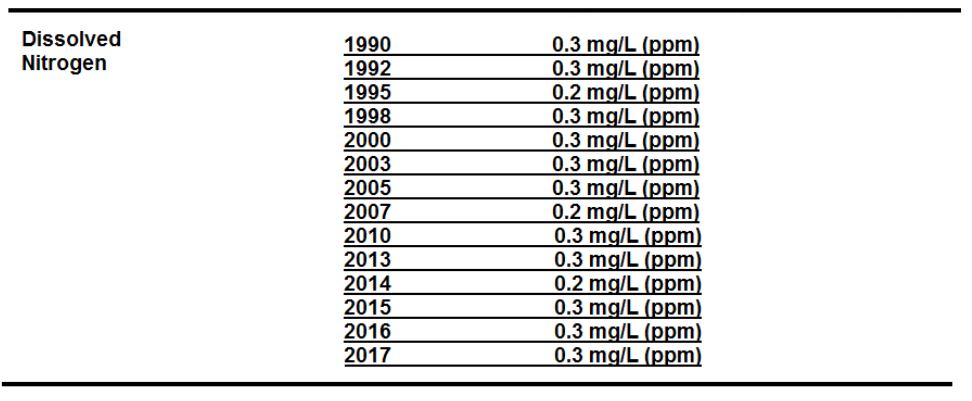 Dissolved
Nitrogen
1990 0.3 mg/L (ppm)
1992 0.3 mg/L (ppm)
1995 0.2 mg/L (ppm)
1998 0.3 mg/L (ppm)
2000 0.3 mg/L (ppm)
2003 0.3 mg/L (ppm)
2005 0.3 mg/L (ppm)
2007 0.2 mg/L (ppm)
2010 0.3 mg/L (ppm)
2013 0.3 mg/L (ppm)
2014 0.2 mg/L (ppm)
2015 0.3 mg/L (ppm)
2016 0.3 mg/L (ppm)
2017 0.3 mg/L (ppm)